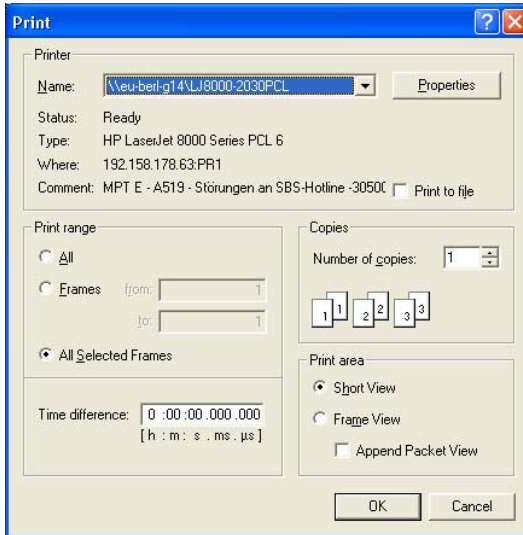 Print
Printer
Name: \\eu-berl-g14\LJ8000-2030PCL
Properties
Status: Ready
Type: HP LaserJet 8000 Series PCL 6
Where: 192.158.178.63:PR1
Comment: MPT E - A519 - Störungen an SBS-Hotline -3050
Print to file
Print range
All
Frames from: 1
to: 1
All Selected Frames
Time difference: 0 :00 :00 .000 .000
[ h : m : s . ms . µs ]
Copies
Number of copies: 1
1 1 2 2 3 3
Print area
Short View
Frame View
Append Packet View
OK
Cancel